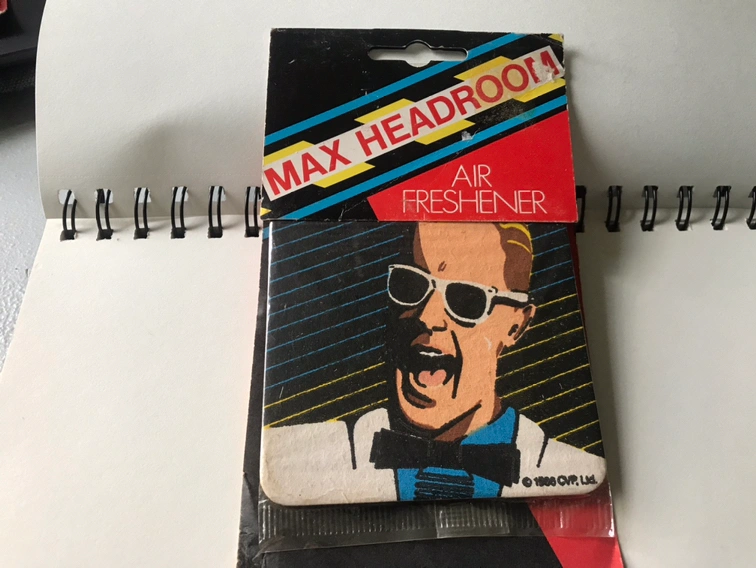 MAX HEADROOM
AIR
FRESHENER
© 1986 CVP, Ltd.